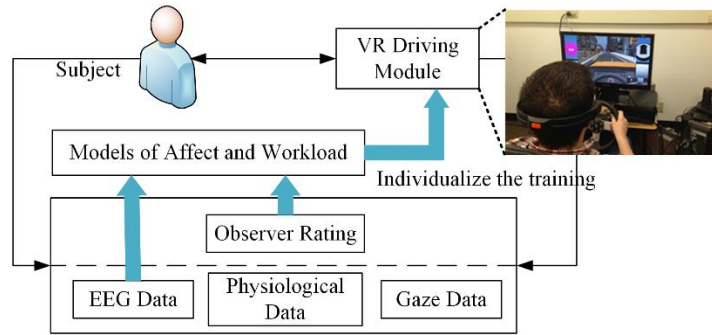 Subject
VR Driving
Module
Models of Affect and Workload
Individualize the training
Observer Rating
EEG Data
Physiological
Data
Gaze Data